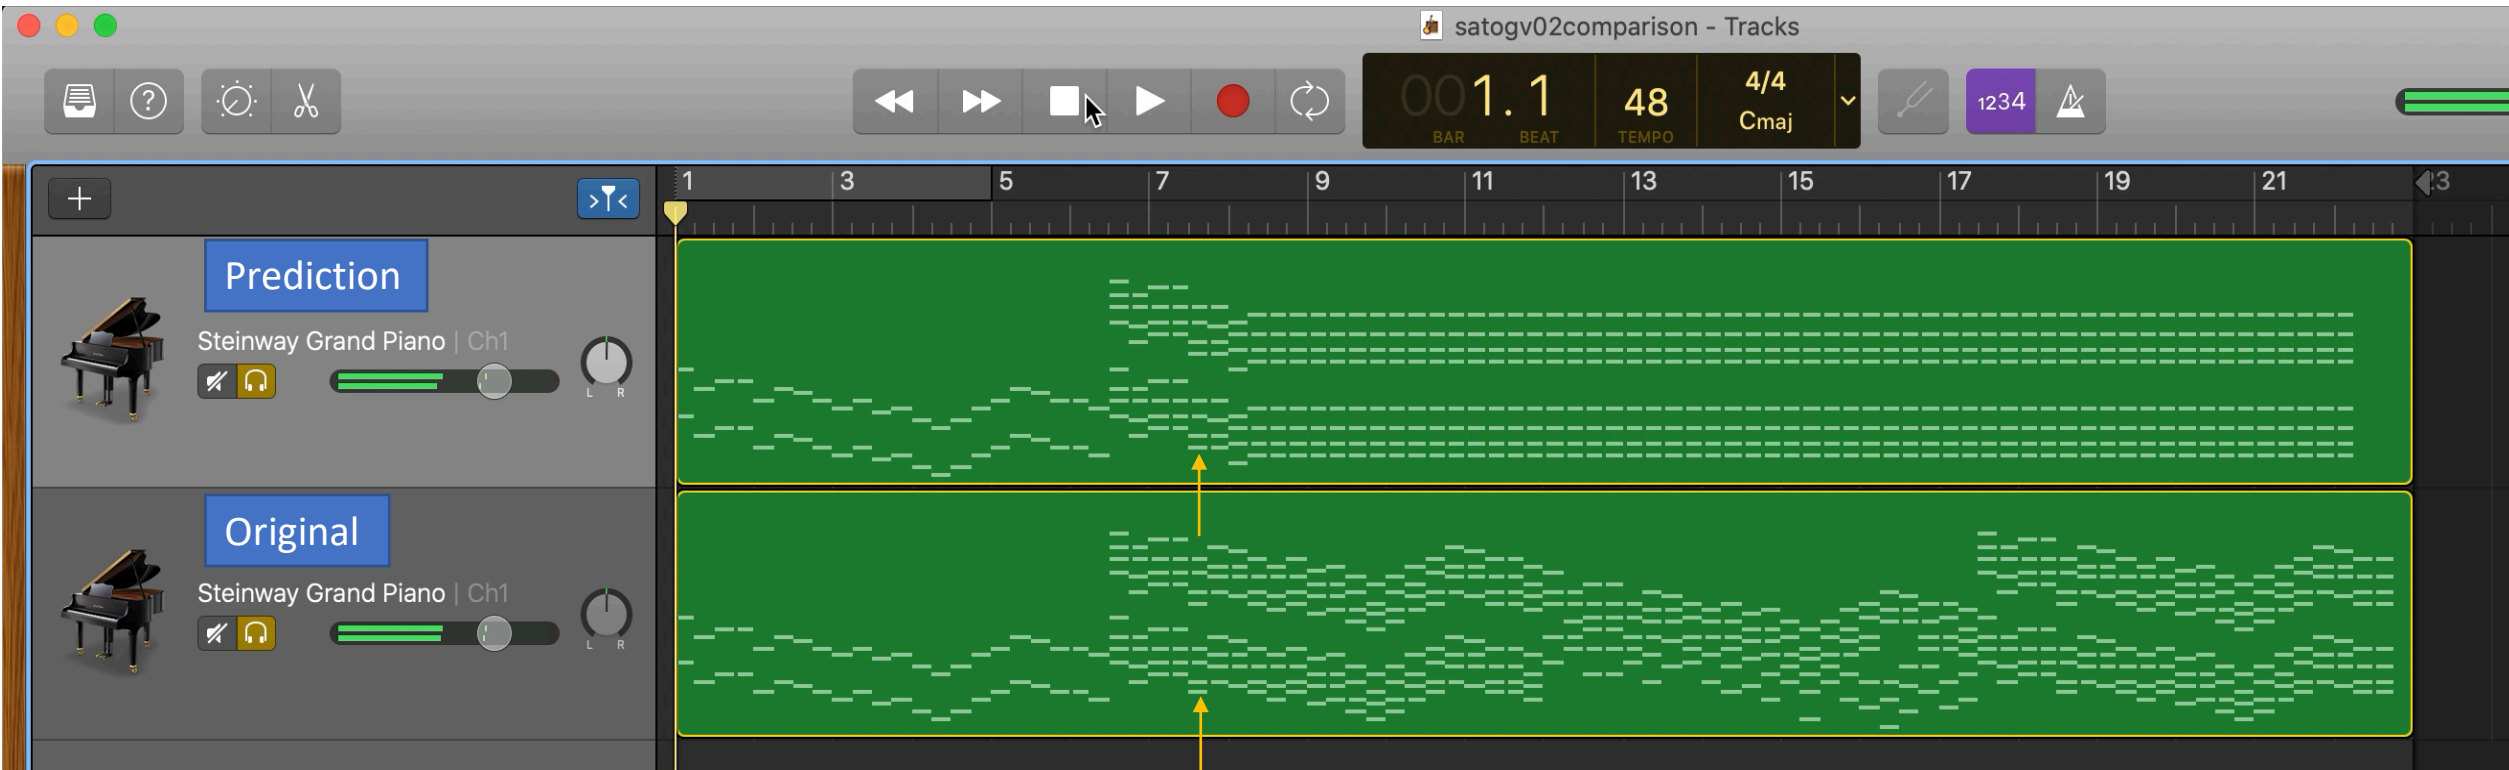 satogv02comparison - Tracks
001. 1
BAR BEAT
48
TEMPO
4/4
Cmaj
1234
1 3 5 7 9 11 13 15 17 19 21 23
Prediction
Steinway Grand Piano | Ch1
L R
Original
Steinway Grand Piano | Ch1
L R